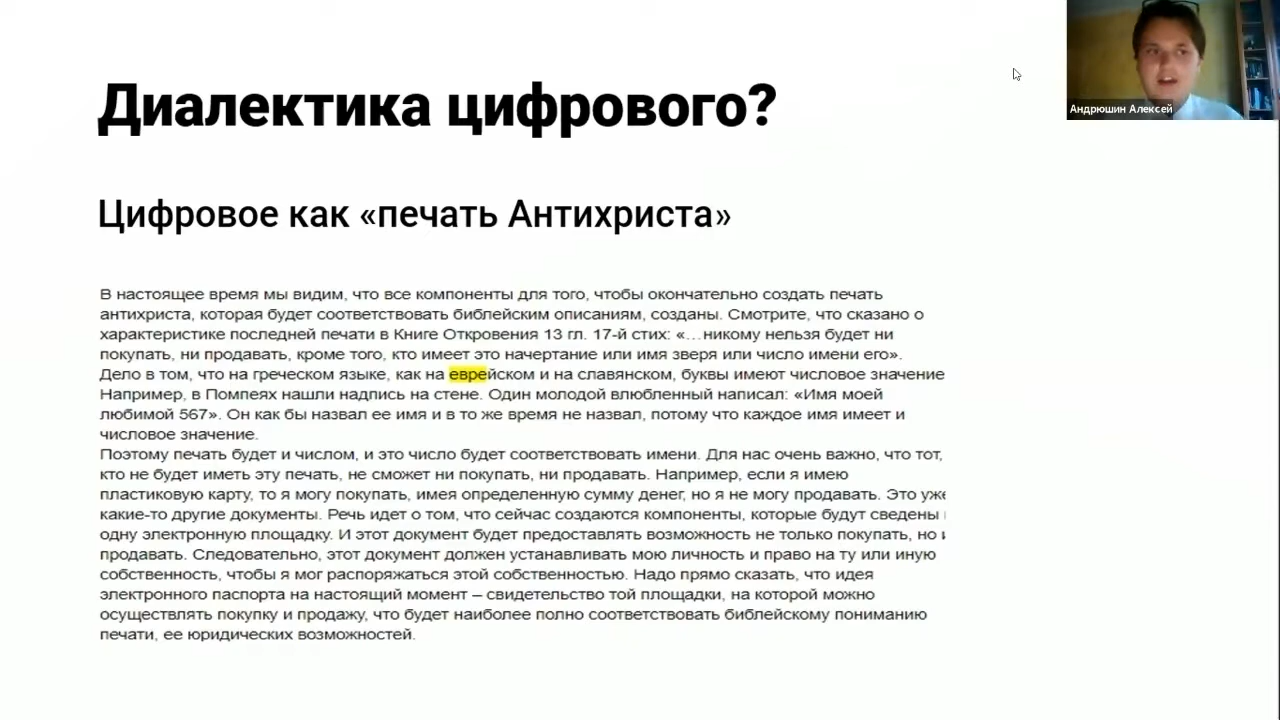 Диалектика цифрового?
Андрюшин Алексей
Цифровое как «печать Антихриста»
В настоящее время мы видим, что все компоненты для того, чтобы окончательно создать печать
антихриста, которая будет соответствовать библейским описаниям, созданы. Смотрите, что сказано о
характеристике последней печати в Книге Откровения 13 гл. 17-й стих: «…никому нельзя будет ни
покупать, ни продавать, кроме того, кто имеет это начертание или имя зверя или число имени его».
Дело в том, что на греческом языке, как на еврейском и на славянском, буквы имеют числовое значение
Например, в Помпеях нашли надпись на стене. Один молодой влюбленный написал: «Имя моей
любимой 567». Он как бы назвал ее имя и в то же время не назвал, потому что каждое имя имеет и
числовое значение.
Поэтому печать будет и числом, и это число будет соответствовать имени. Для нас очень важно, что тот,
кто не будет иметь эту печать, не сможет ни покупать, ни продавать. Например, если я имею
пластиковую карту, то я могу покупать, имея определенную сумму денег, но я не могу продавать. Это уже
какие-то другие документы. Речь идет о том, что сейчас создаются компоненты, которые будут сведены
одну электронную площадку. И этот документ будет предоставлять возможность не только покупать, но и
продавать. Следовательно, этот документ должен устанавливать мою личность и право на ту или иную
собственность, чтобы я мог распоряжаться этой собственностью. Надо прямо сказать, что идея
электронного паспорта на настоящий момент – свидетельство той площадки, на которой можно
осуществлять покупку и продажу, что будет наиболее полно соответствовать библейскому пониманию
печати, ее юридических возможностей.